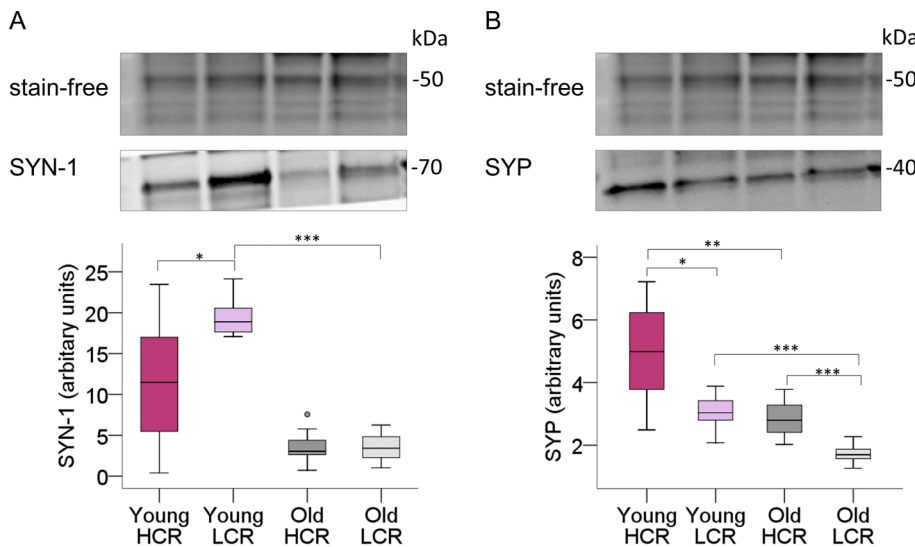 A
kDa
stain-free
-50
SYN-1
-70
SYN-1 (arbitary units)
25
20
15
10
5
0
*
***
Young HCR
Young LCR
Old HCR
Old LCR
B
kDa
stain-free
-50
SYP
-40
SYP (arbitrary units)
8
6
4
2
**
*
***
***
Young HCR
Young LCR
Old HCR
Old LCR